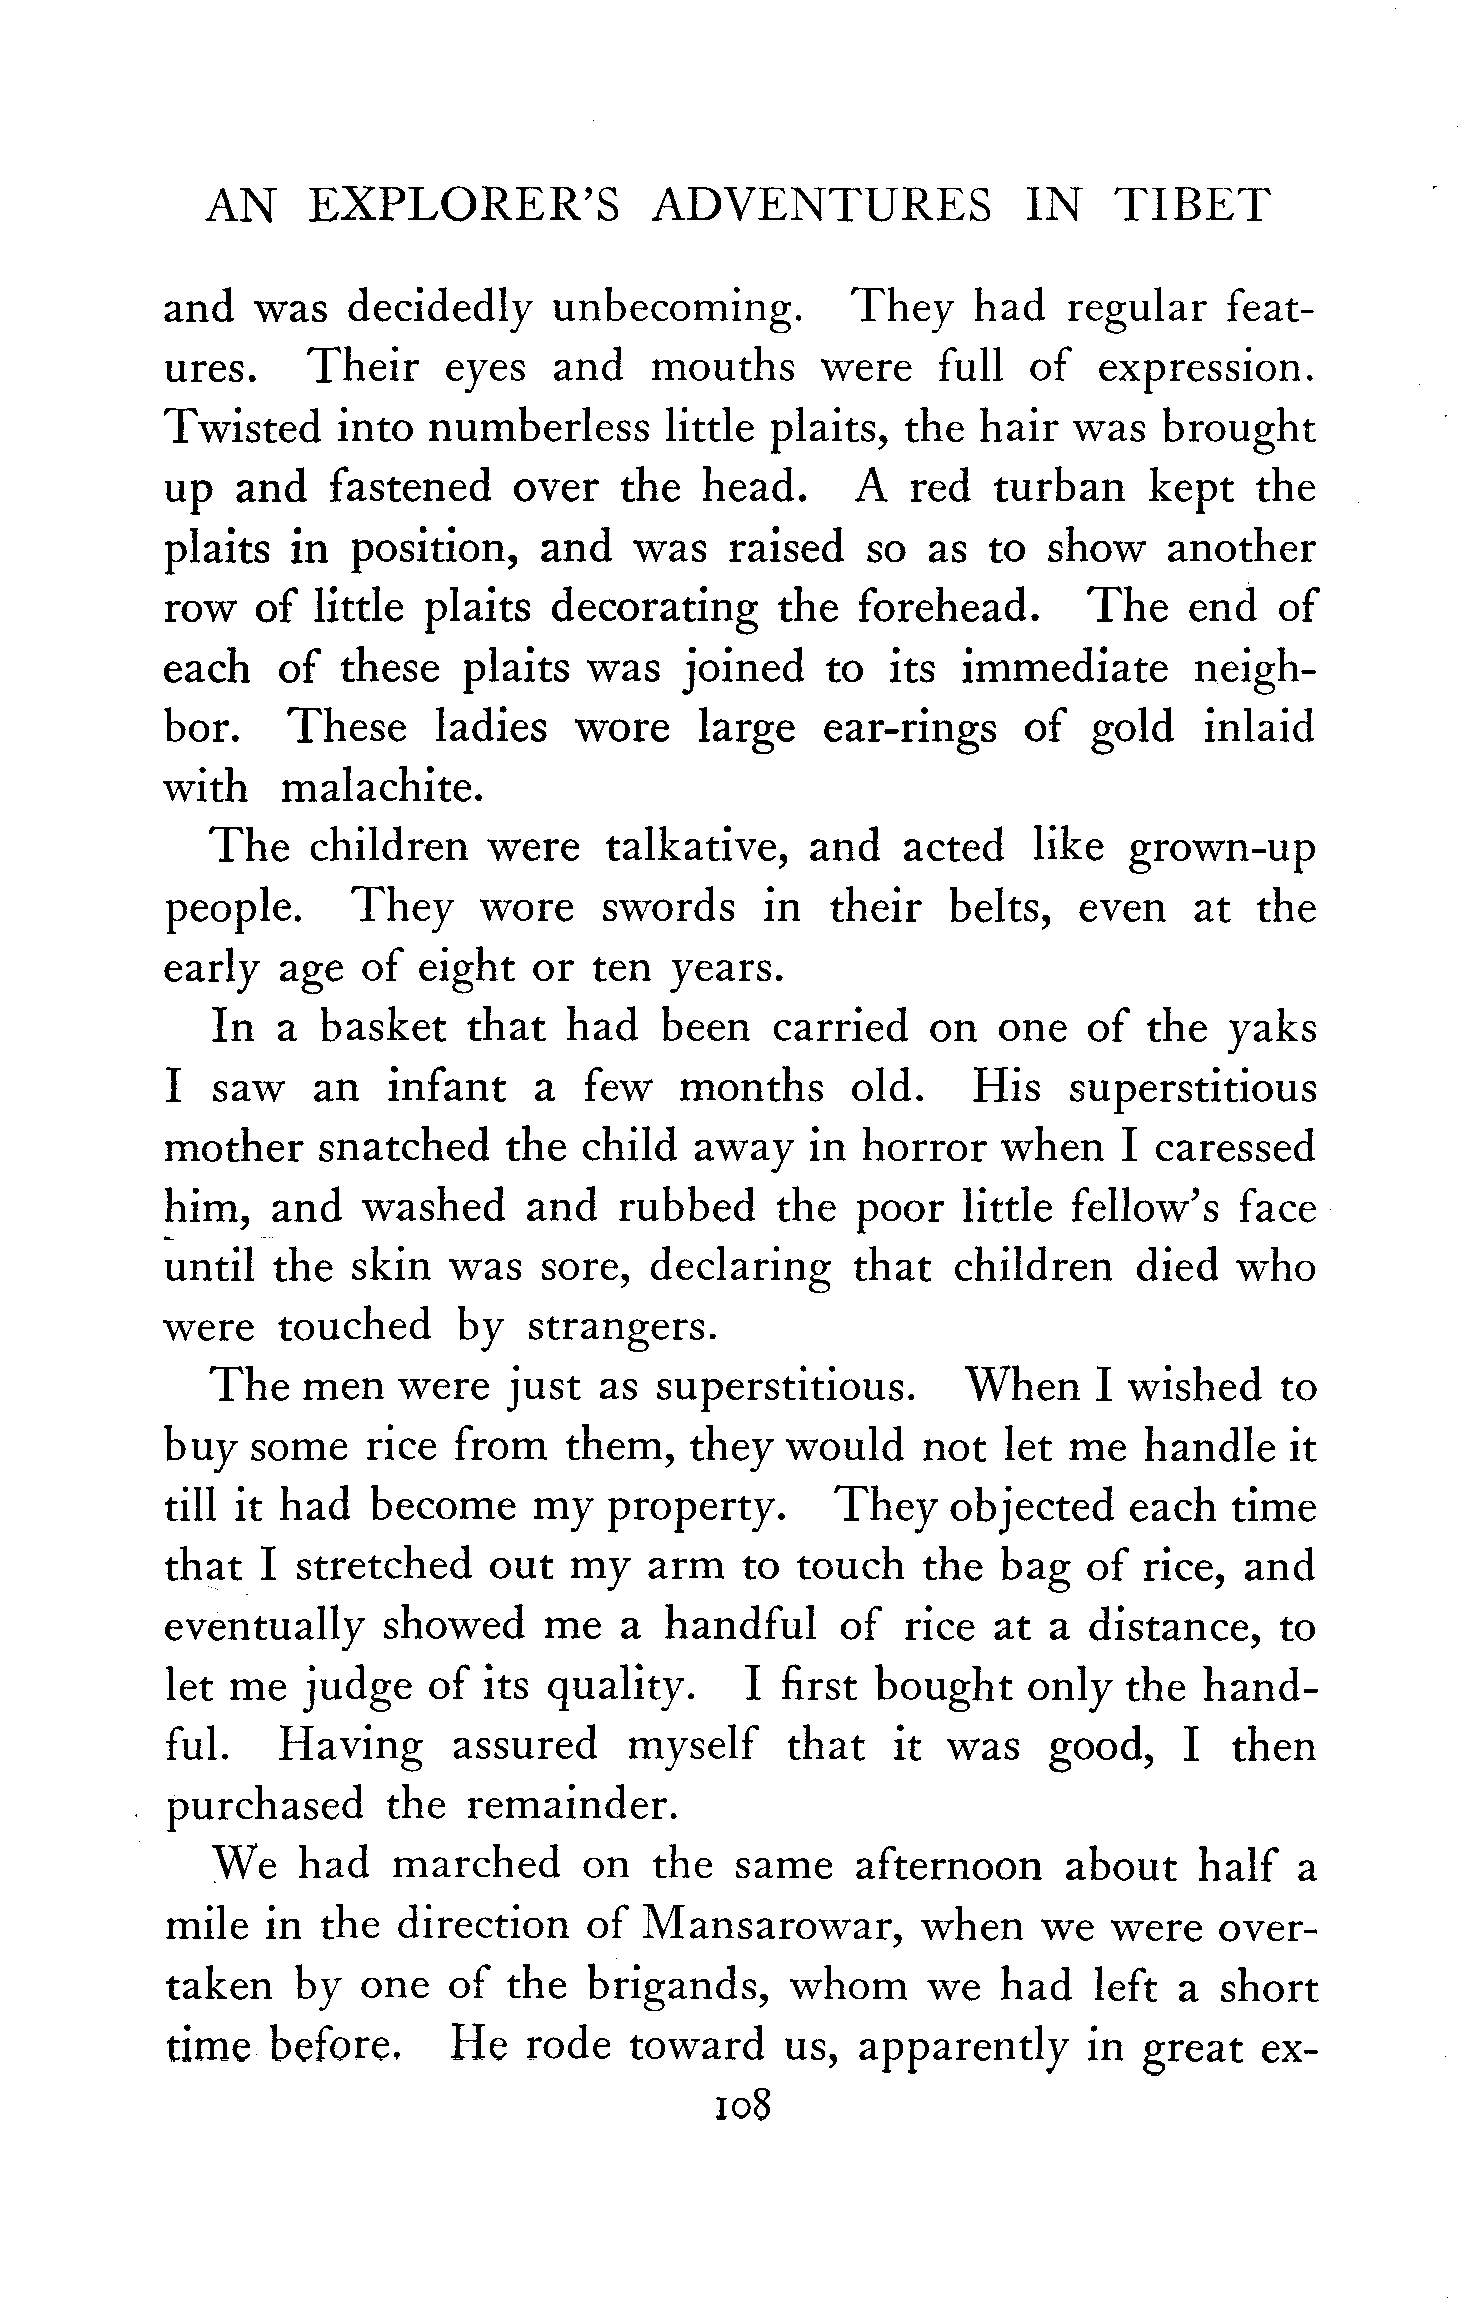 AN EXPLORER'S ADVENTURES IN TIBET
and was decidedly unbecoming. They had regular feat-
ures. Their eyes and mouths were full of expression.
Twisted into numberless little plaits, the hair was brought
up and fastened over the head. A red turban kept the
plaits in position, and was raised so as to show another
row of little plaits decorating the forehead. The end of
each of these plaits was joined to its immediate neigh-
bor. These ladies wore large ear-rings of gold inlaid
with malachite.
The children were talkative, and acted like grown-up
people. They wore swords in their belts, even at the
early age of eight or ten years.
In a basket that had been carried on one of the yaks
I saw an infant a few months old. His superstitious
mother snatched the child away in horror when I caressed
him, and washed and rubbed the poor little fellow's face
until the skin was sore, declaring that children died who
were touched by strangers.
The men were just as superstitious. When I wished to
buy some rice from them, they would not let me handle it
till it had become my property. They objected each time
that I stretched out my arm to touch the bag of rice, and
eventually showed me a handful of rice at a distance, to
let me judge of its quality. I first bought only the hand-
ful. Having assured myself that it was good, I then
purchased the remainder.
We had marched on the same afternoon about half a
mile in the direction of Mansarowar, when we were over-
taken by one of the brigands, whom we had left a short
time before. He rode toward us, apparently in great ex-
108